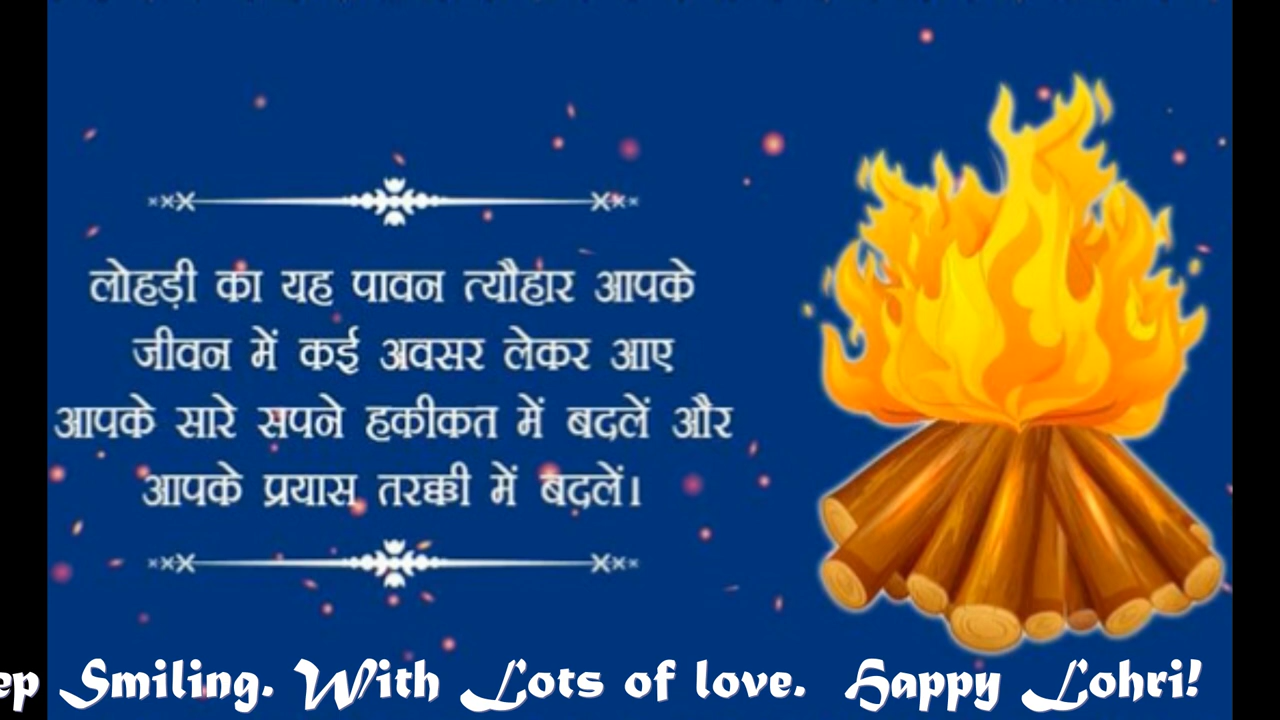 लोहड़ी का यह पावन त्यौहार आपके
जीवन में कई अवसर लेकर आए
आपके सारे सपने हकीकत में बदलें और
आपके प्रयास तरक्की में बदलें।
ep Smiling. With Lots of love. Happy Lohri!